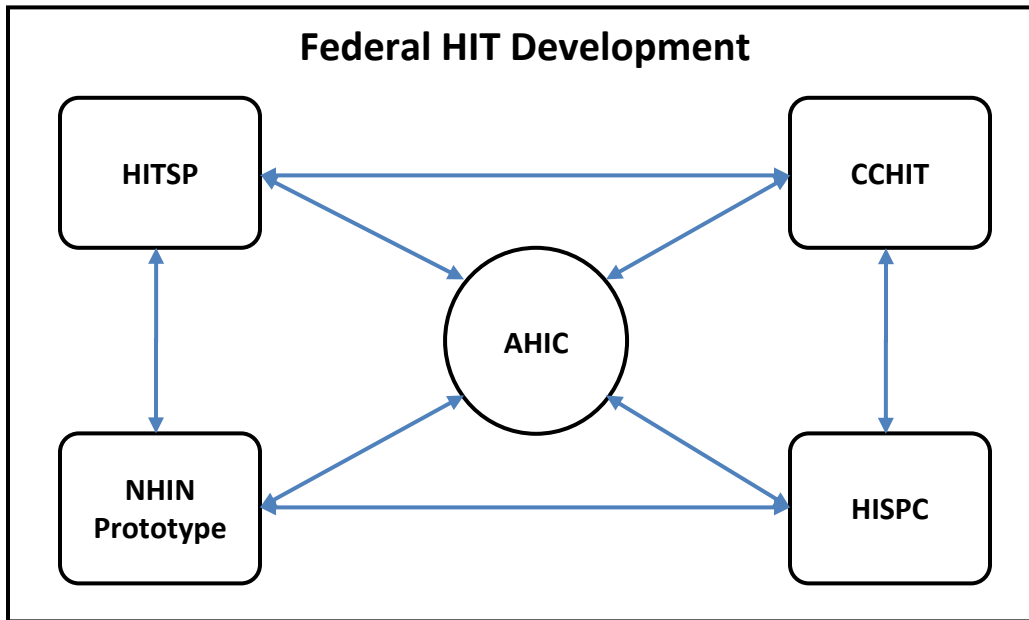 Federal HIT Development
HITSP
CCHIT
AHIC
NHIN
Prototype
HISPC